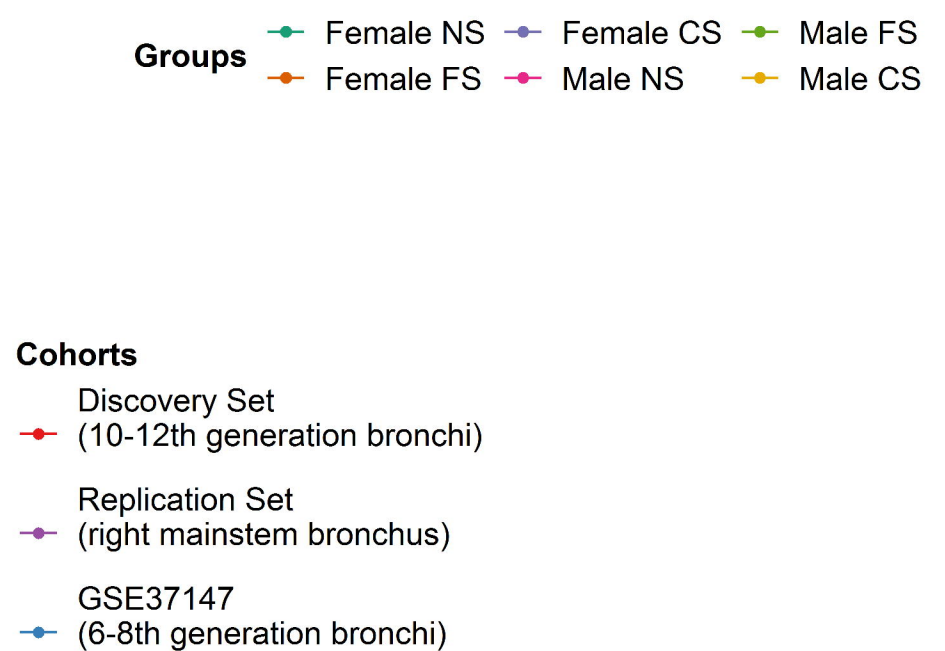 Groups
Female NS Female CS Male FS
Female FS Male NS Male CS
Cohorts
Discovery Set
(10-12th generation bronchi)
Replication Set
(right mainstem bronchus)
GSE37147
(6-8th generation bronchi)